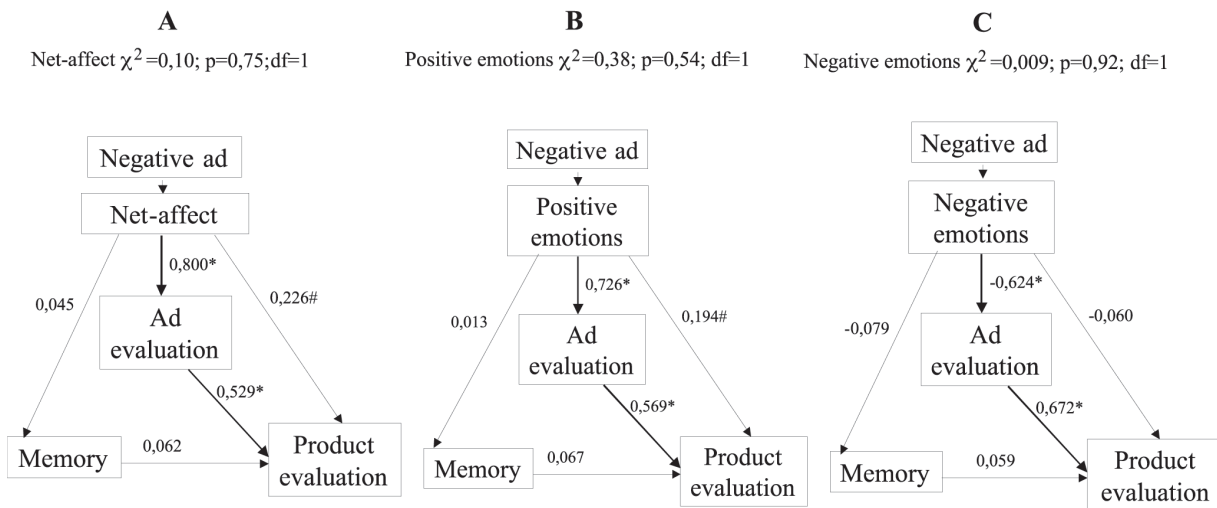 A
Net-affect χ²=0,10; p=0,75;df=1
Negative ad
Net-affect
0,800*
0,045
0,226#
Ad
evaluation
0,529*
Memory
0,062
Product
evaluation
B
Positive emotions χ²=0,38; p=0,54; df=1
Negative ad
Positive
emotions
0,726*
0,013
0,194#
Ad
evaluation
0,569*
Memory
0,067
Product
evaluation
C
Negative emotions χ²=0,009; p=0,92; df=1
Negative ad
Negative
emotions
-0,624*
-0,079
-0,060
Ad
evaluation
0,672*
Memory
0,059
Product
evaluation